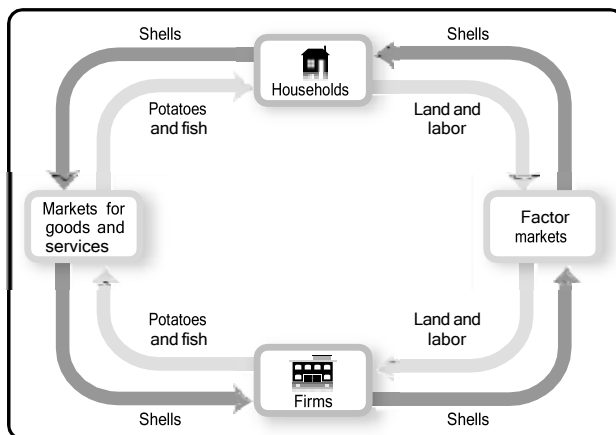 Shells
Shells
Households
Potatoes
and fish
Land and
labor
Markets for
goods and
services
Factor
markets
Potatoes
and fish
Land and
labor
Firms
Shells
Shells